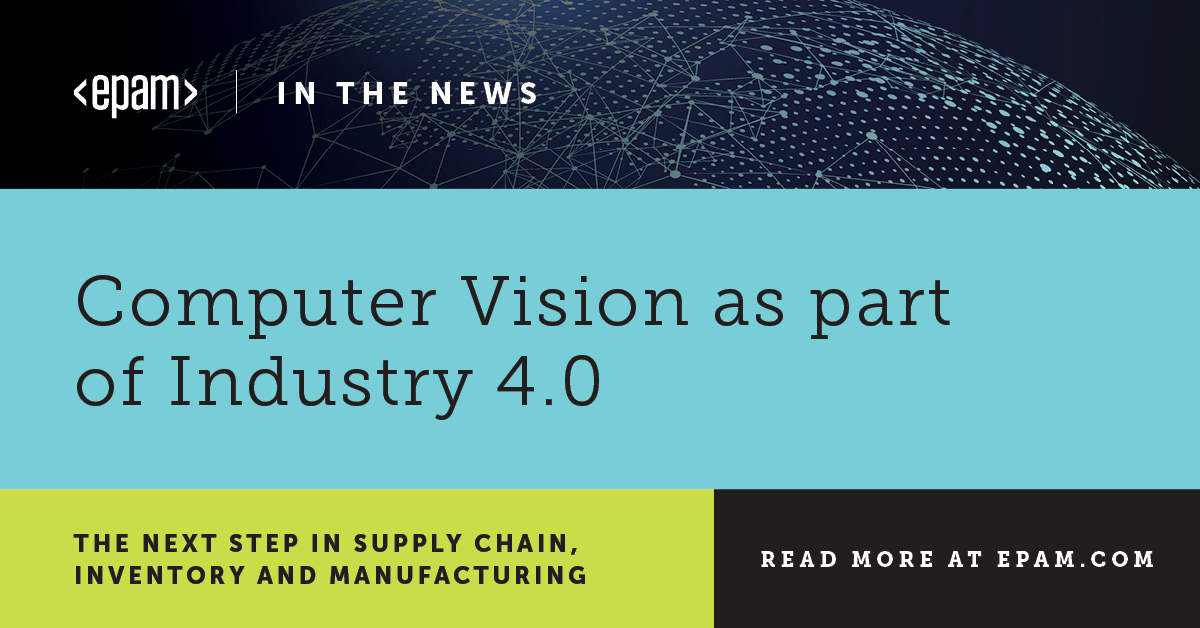 <epam> | IN THE NEWS
Computer Vision as part
of Industry 4.0
THE NEXT STEP IN SUPPLY CHAIN,
INVENTORY AND MANUFACTURING
READ MORE AT EPAM.COM